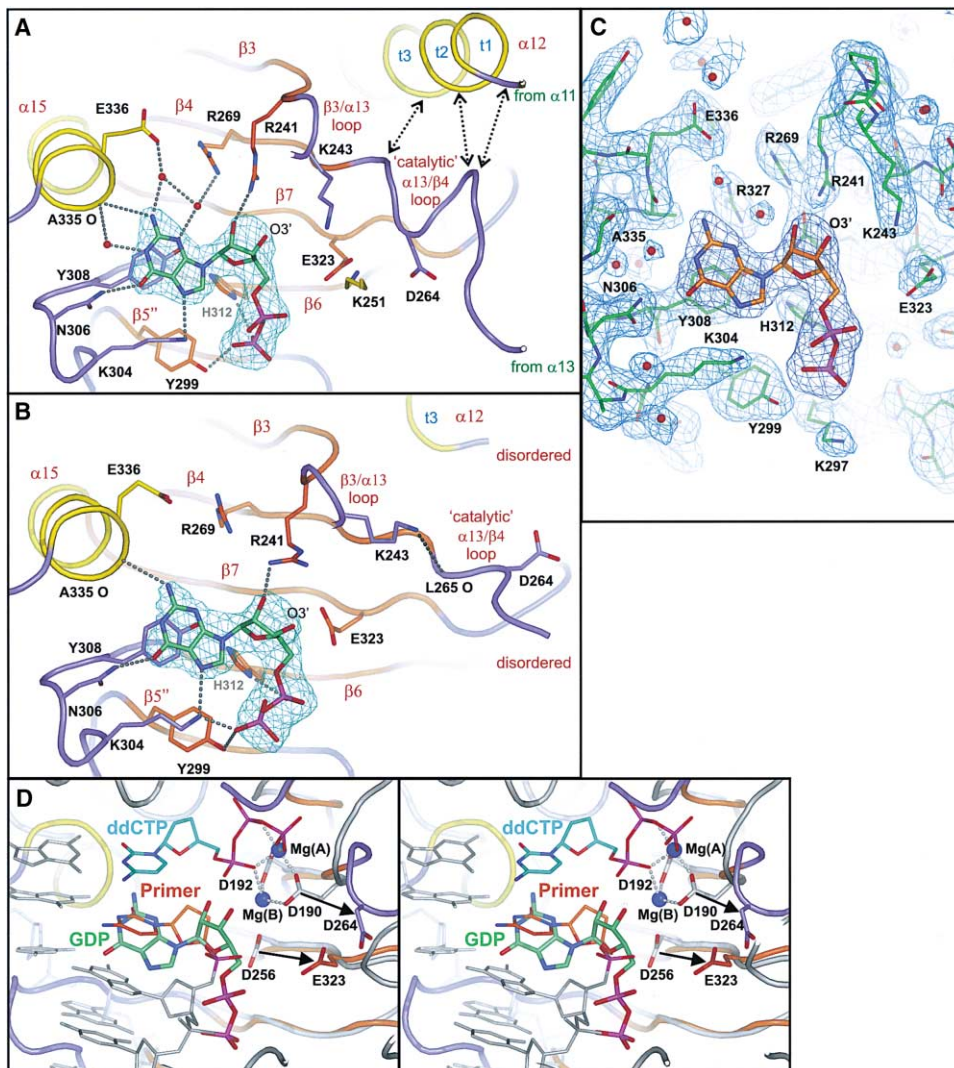 A
β3
t3
t2
t1
α12
from α11
α15
E336
β4
R269
R241
β3/α13
loop
K243
'catalytic'
α13/β4
loop
β7
A335 O
O3'
E323
Y308
K251
D264
H312
β6
N306
β5"
K304
Y299
from α13
B
β3
t3
α12
disordered
α15
E336
β4
β3/α13
loop
R269
R241
'catalytic'
α13/β4
loop
K243
D264
β7
L265 O
A335 O
O3'
E323
Y308
disordered
H312
β6
N306
β5"
K304
Y299
C
E336
R269
R327
R241
K243
A335
N306
E323
Y308
H312
K304
Y299
K297
D
ddCTP
Mg(A)
D192
Primer
Mg(B)
D190
GDP
D264
D256
E323
ddCTP
Mg(A)
D192
Primer
Mg(B)
D190
GDP
D264
D256
E323